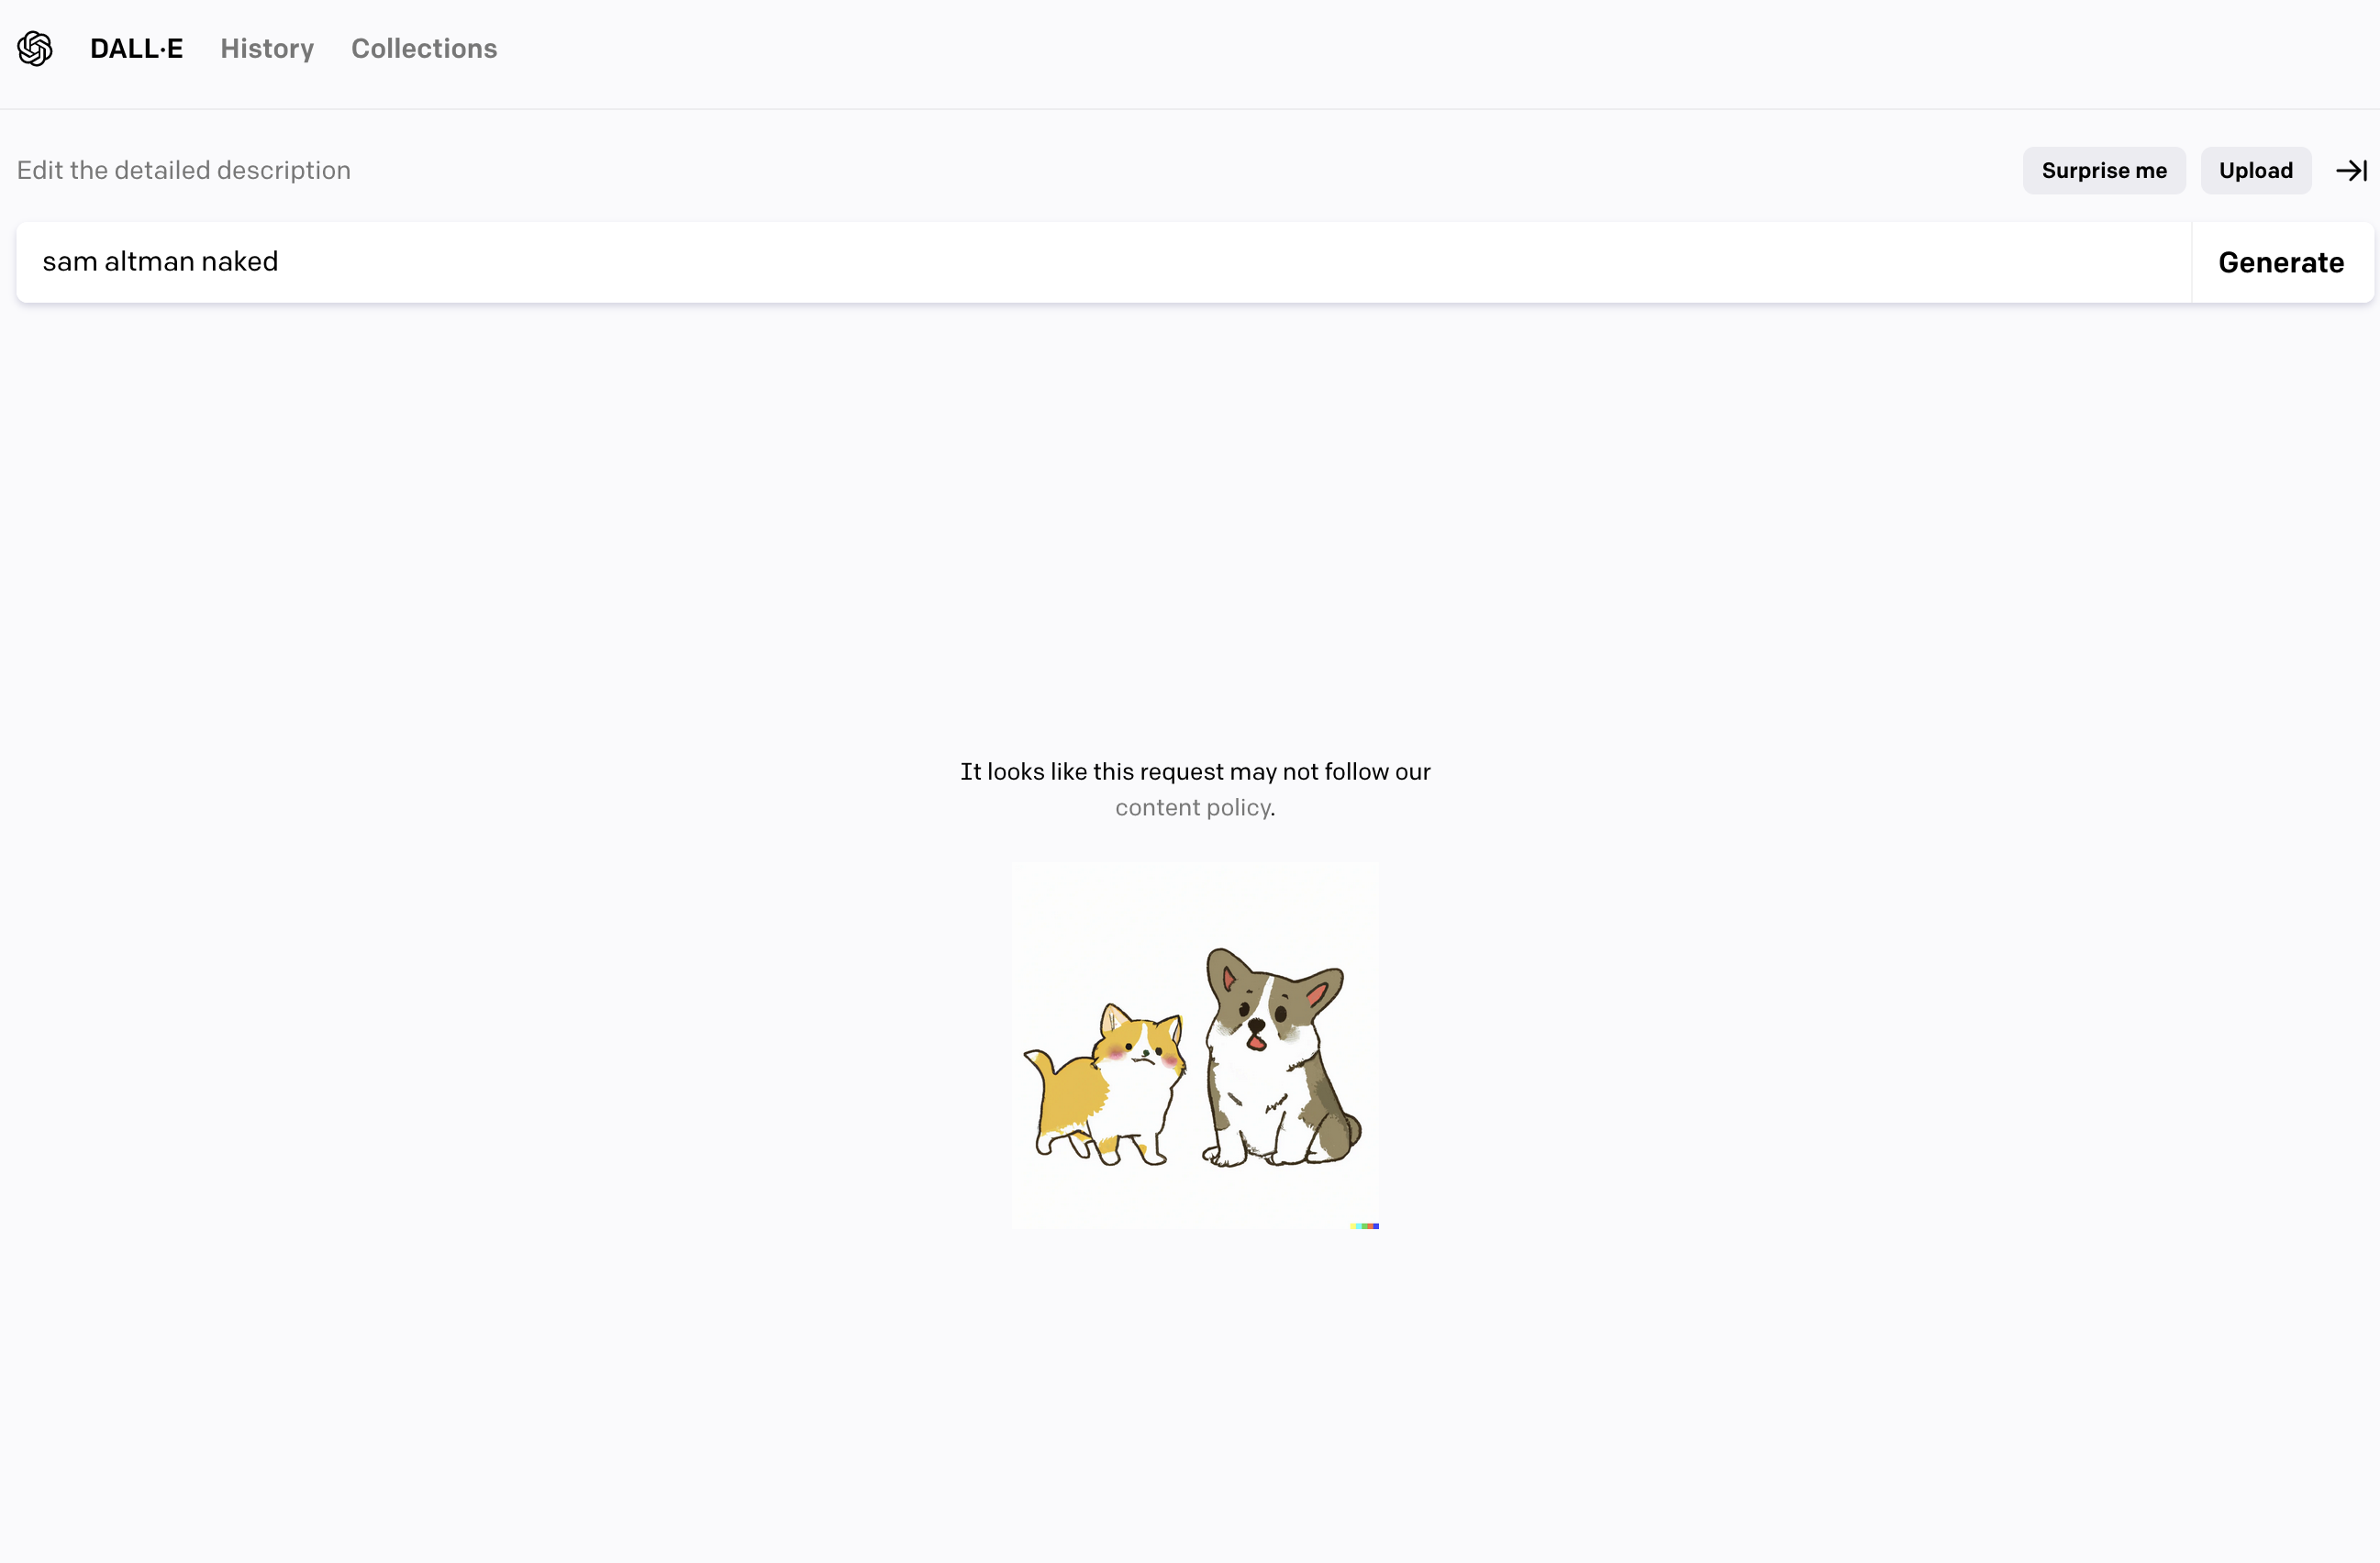 DALL·E History Collections
Edit the detailed description
Surprise me Upload
sam altman naked
Generate
It looks like this request may not follow our
content policy.